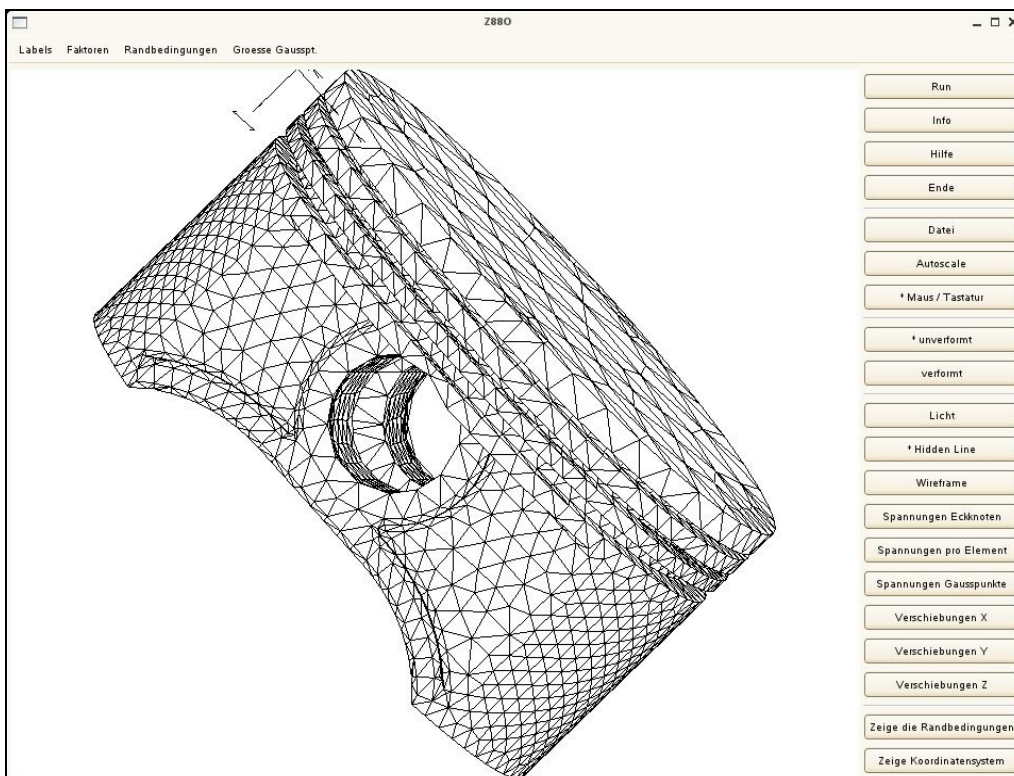 Z88O
Labels Faktoren Randbedingungen Groesse Gausspt.
Run
Info
Hilfe
Ende
Datei
Autoscale
* Maus / Tastatur
* unverformt
verformt
Licht
* Hidden Line
Wireframe
Spannungen Eckknoten
Spannungen pro Element
Spannungen Gausspunkte
Verschiebungen X
Verschiebungen Y
Verschiebungen Z
Zeige die Randbedingungen
Zeige Koordinatensystem